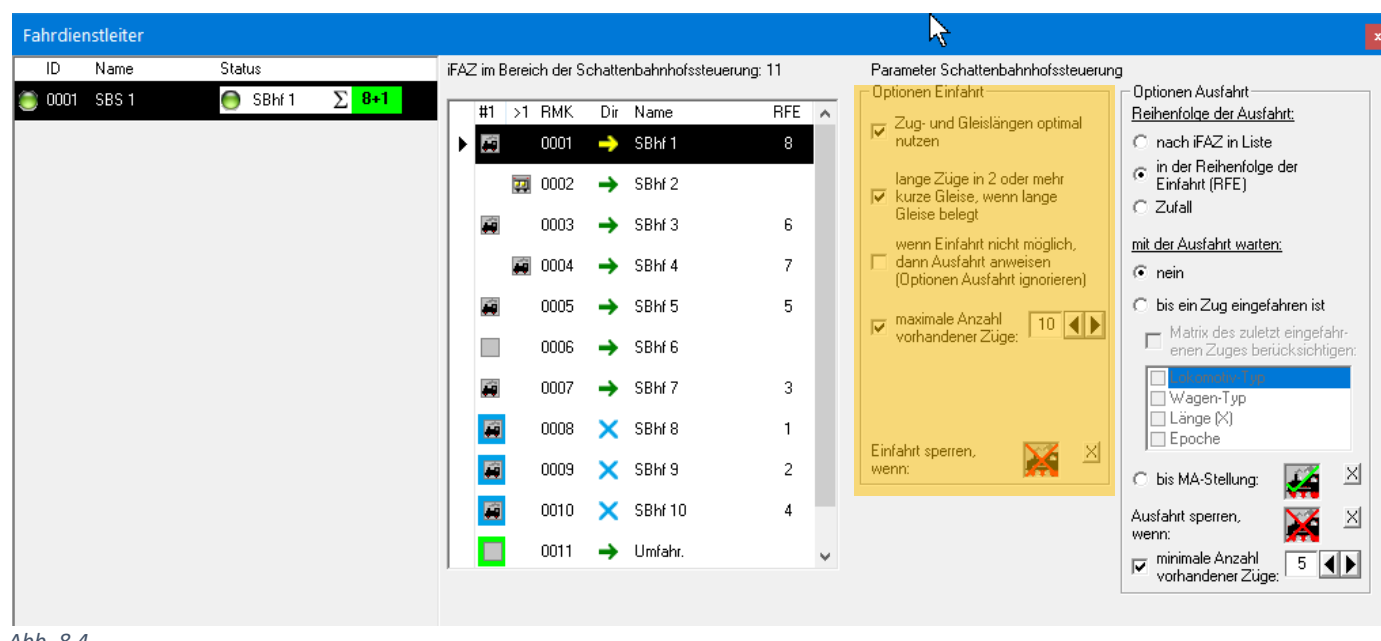 Fahrdienstleiter
x
ID Name Status
0001 SBS 1 SBhf 1 Σ 8+1
iFAZ im Bereich der Schattenbahnhofssteuerung: 11
#1 >1 RMK Dir Name RFE
0001 SBhf 1 8
0002 SBhf 2
0003 SBhf 3 6
0004 SBhf 4 7
0005 SBhf 5 5
0006 SBhf 6
0007 SBhf 7 3
0008 SBhf 8 1
0009 SBhf 9 2
0010 SBhf 10 4
0011 Umfahr.
Parameter Schattenbahnhofssteuerung
Optionen Einfahrt
Zug- und Gleislängen optimal
nutzen
lange Züge in 2 oder mehr
kurze Gleise, wenn lange
Gleise belegt
wenn Einfahrt nicht möglich,
dann Ausfahrt anweisen
(Optionen Ausfahrt ignorieren)
maximale Anzahl
vorhandener Züge: 10
Einfahrt sperren,
wenn: X
Optionen Ausfahrt
Reihenfolge der Ausfahrt:
nach iFAZ in Liste
in der Reihenfolge der
Einfahrt (RFE)
Zufall
mit der Ausfahrt warten:
nein
bis ein Zug eingefahren ist
Matrix des zuletzt eingefahr-
enen Zuges berücksichtigen:
Lokomotiv-Typ
Wagen-Typ
Länge (X)
Epoche
bis MA-Stellung: X
Ausfahrt sperren,
wenn: X
minimale Anzahl
vorhandener Züge: 5
Abb. 8.4